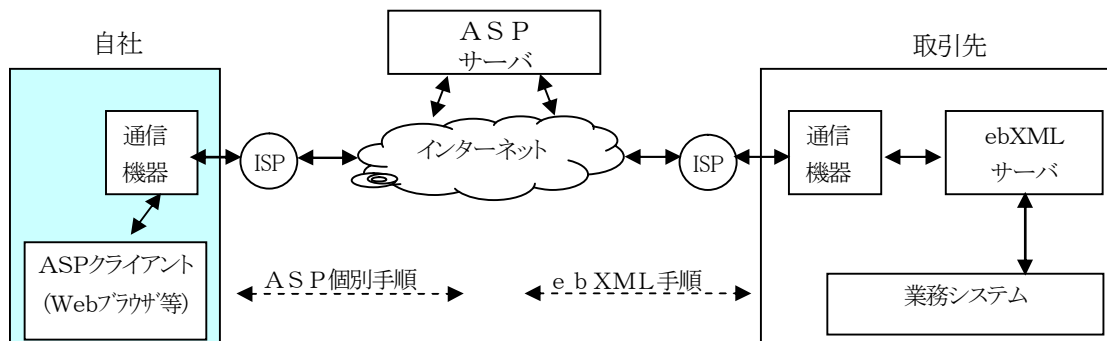 ASP
サーバ
自社
取引先
通信
機器
ISP
インターネット
ISP
通信
機器
ebXML
サーバ
ASPクライアント
(Webブラウザ等)
ASP個別手順
ebXML手順
業務システム